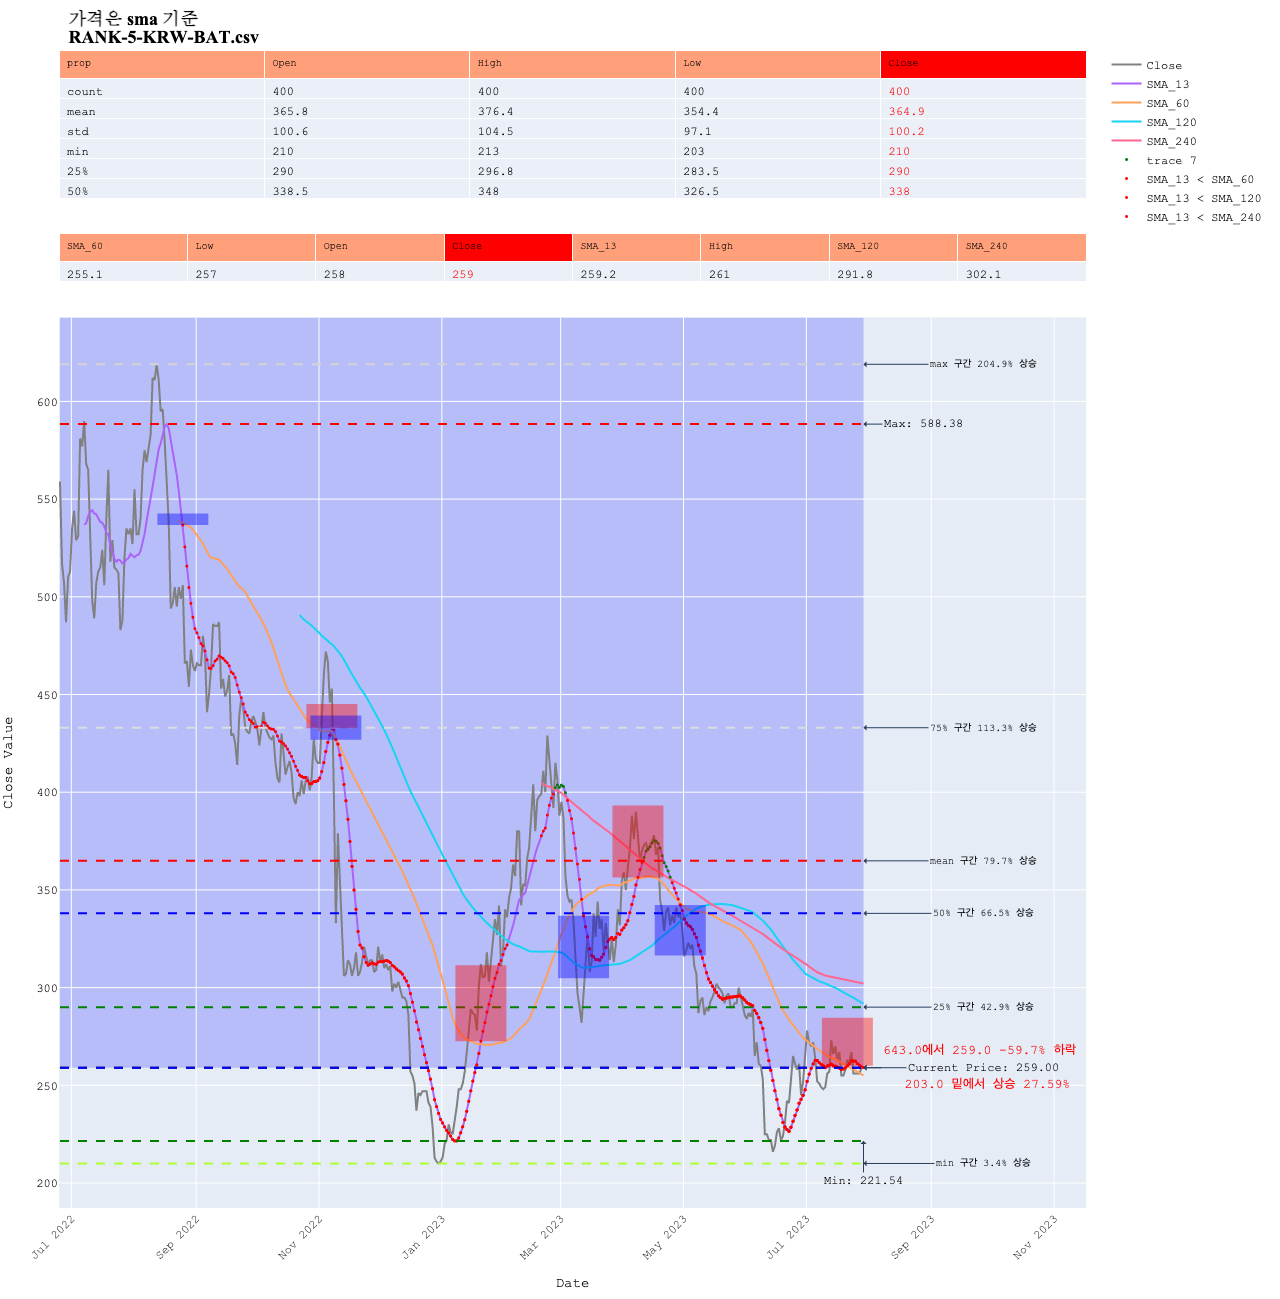 가격은 sma 기준
RANK-5-KRW-BAT.csv
prop Open High Low Close
count 400 400 400 400
mean 365.8 376.4 354.4 364.9
std 100.6 104.5 97.1 100.2
min 210 213 203 210
25% 290 296.8 283.5 290
50% 338.5 348 326.5 338
Close
SMA_13
SMA_60
SMA_120
SMA_240
trace 7
SMA_13 < SMA_60
SMA_13 < SMA_120
SMA_13 < SMA_240
SMA_60 Low Open Close SMA_13 High SMA_120 SMA_240
255.1 257 258 259 259.2 261 291.8 302.1
max 구간 204.9% 상승
Max: 588.38
75% 구간 113.3% 상승
mean 구간 79.7% 상승
50% 구간 66.5% 상승
25% 구간 42.9% 상승
643.0에서 259.0 -59.7% 하락
Current Price: 259.00
203.0 밑에서 상승 27.59%
min 구간 3.4% 상승
Min: 221.54
Close Value
600
550
500
450
400
350
300
250
200
Jul 2022
Sep 2022
Nov 2022
Jan 2023
Mar 2023
May 2023
Jul 2023
Sep 2023
Nov 2023
Date